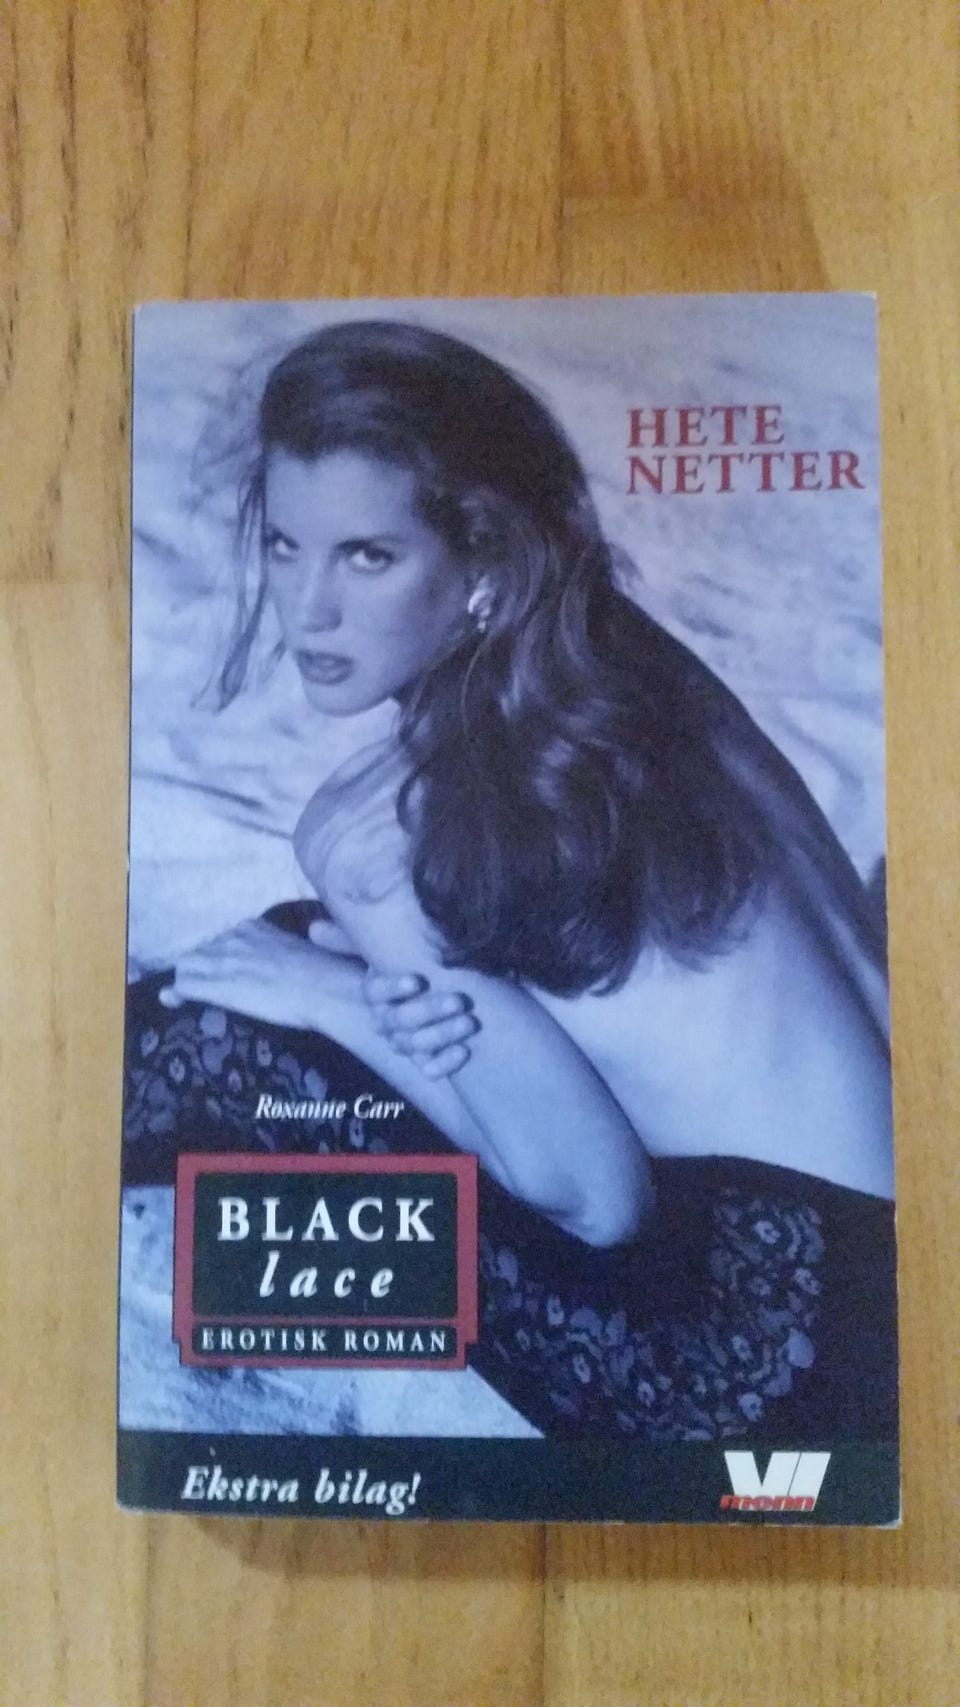 HETE
NETTER
Roxanne Carr
BLACK
lace
EROTISK ROMAN
Ekstra bilag!
VI
menn